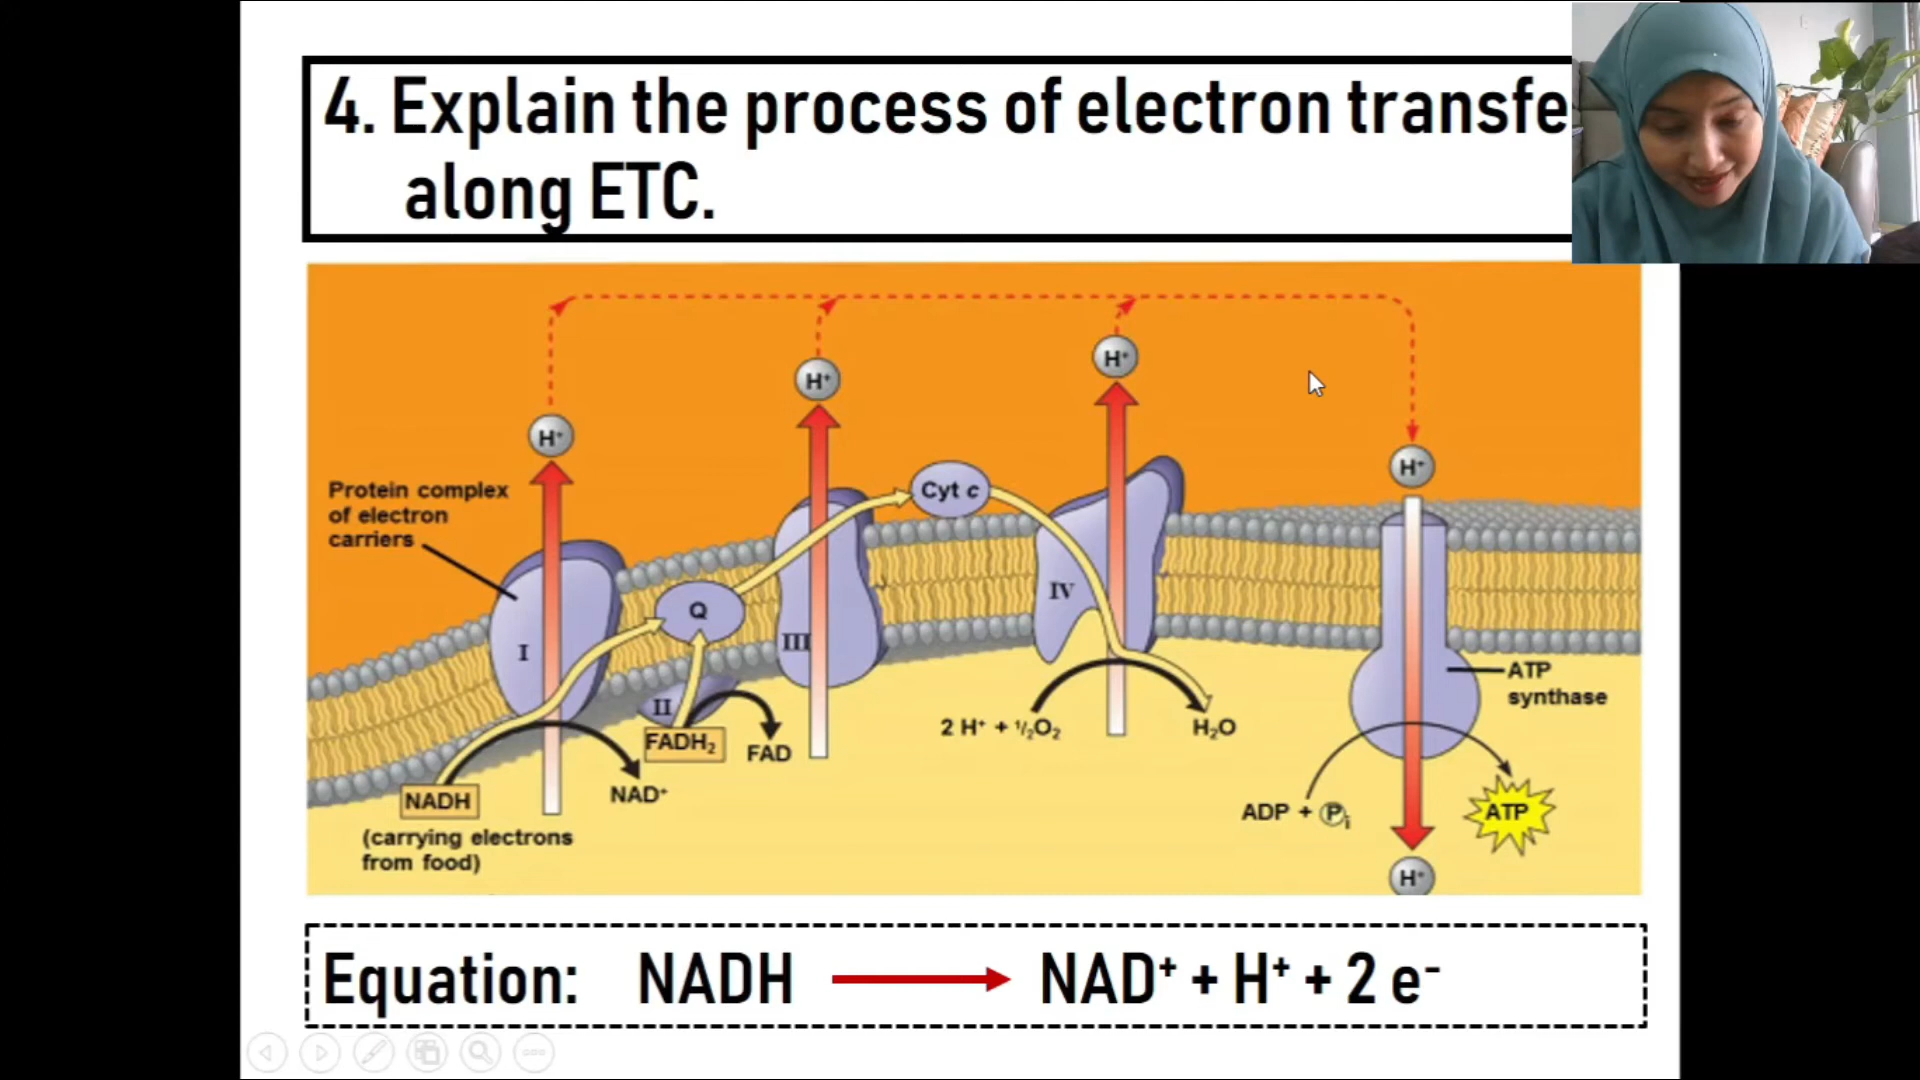 4. Explain the process of electron transfe
along ETC.
H⁺
H⁺
H⁺
H⁺
Protein complex
of electron
carriers
Cyt c
Q
I
II
III
IV
FADH₂
FAD
NADH
NAD⁺
(carrying electrons
from food)
2 H⁺ + ½O₂
H₂O
ATP
synthase
ADP + Pᵢ
ATP
H⁺
Equation: NADH → NAD⁺ + H⁺ + 2 e⁻